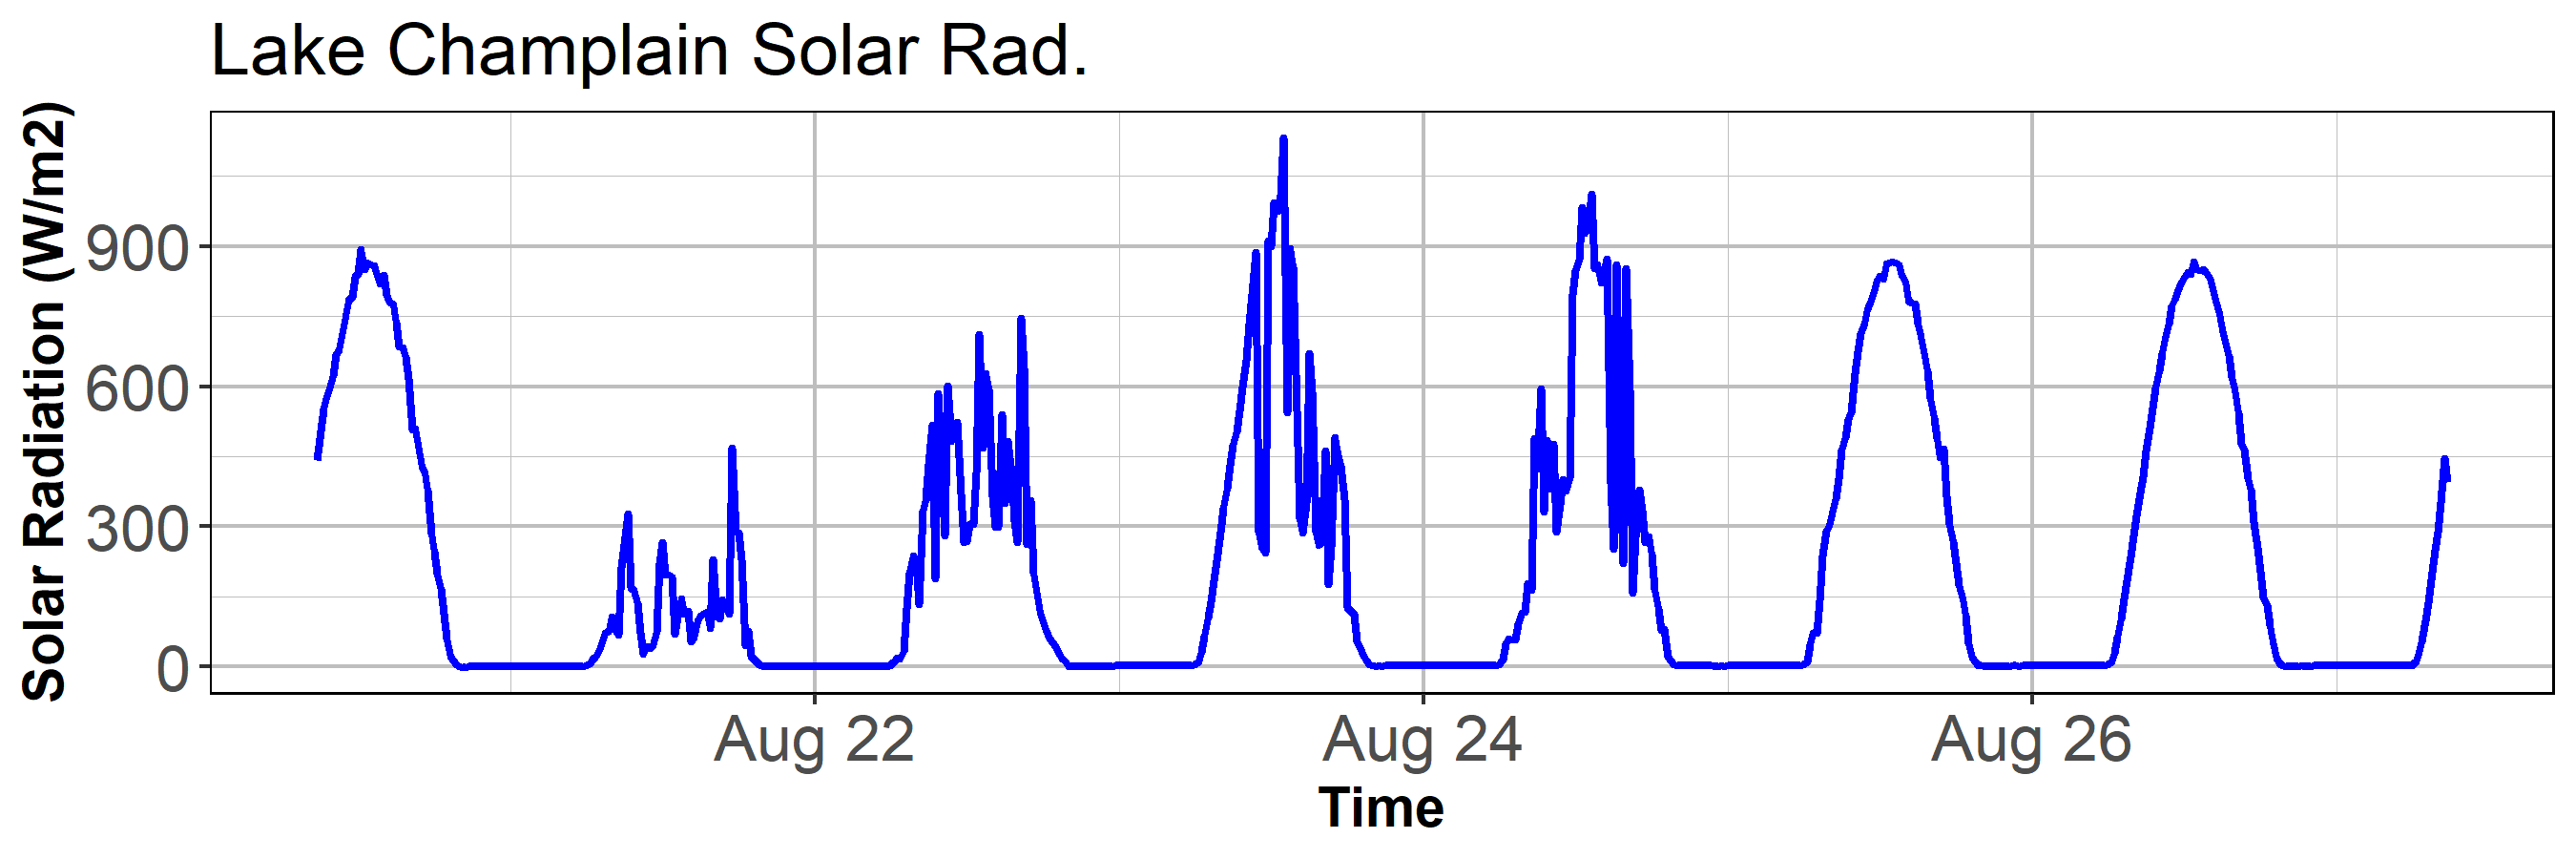 Lake Champlain Solar Rad.
Solar Radiation (W/m2)
900
600
300
0
Aug 22 Aug 24 Aug 26
Time